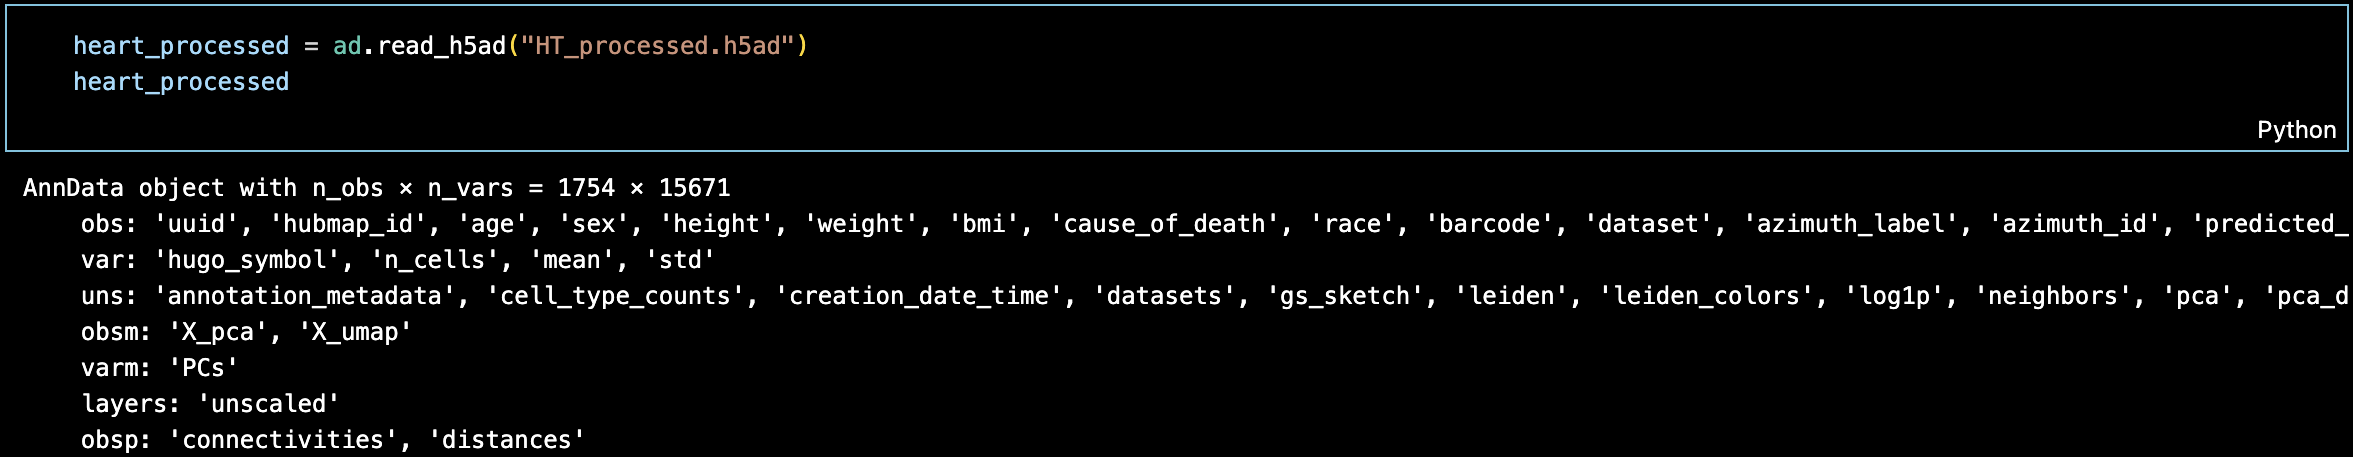 heart_processed = ad.read_h5ad("HT_processed.h5ad")
heart_processed
Python
AnnData object with n_obs × n_vars = 1754 × 15671
obs: 'uuid', 'hubmap_id', 'age', 'sex', 'height', 'weight', 'bmi', 'cause_of_death', 'race', 'barcode', 'dataset', 'azimuth_label', 'azimuth_id', 'predicted_
var: 'hugo_symbol', 'n_cells', 'mean', 'std'
uns: 'annotation_metadata', 'cell_type_counts', 'creation_date_time', 'datasets', 'gs_sketch', 'leiden', 'leiden_colors', 'log1p', 'neighbors', 'pca', 'pca_d
obsm: 'X_pca', 'X_umap'
varm: 'PCs'
layers: 'unscaled'
obsp: 'connectivities', 'distances'